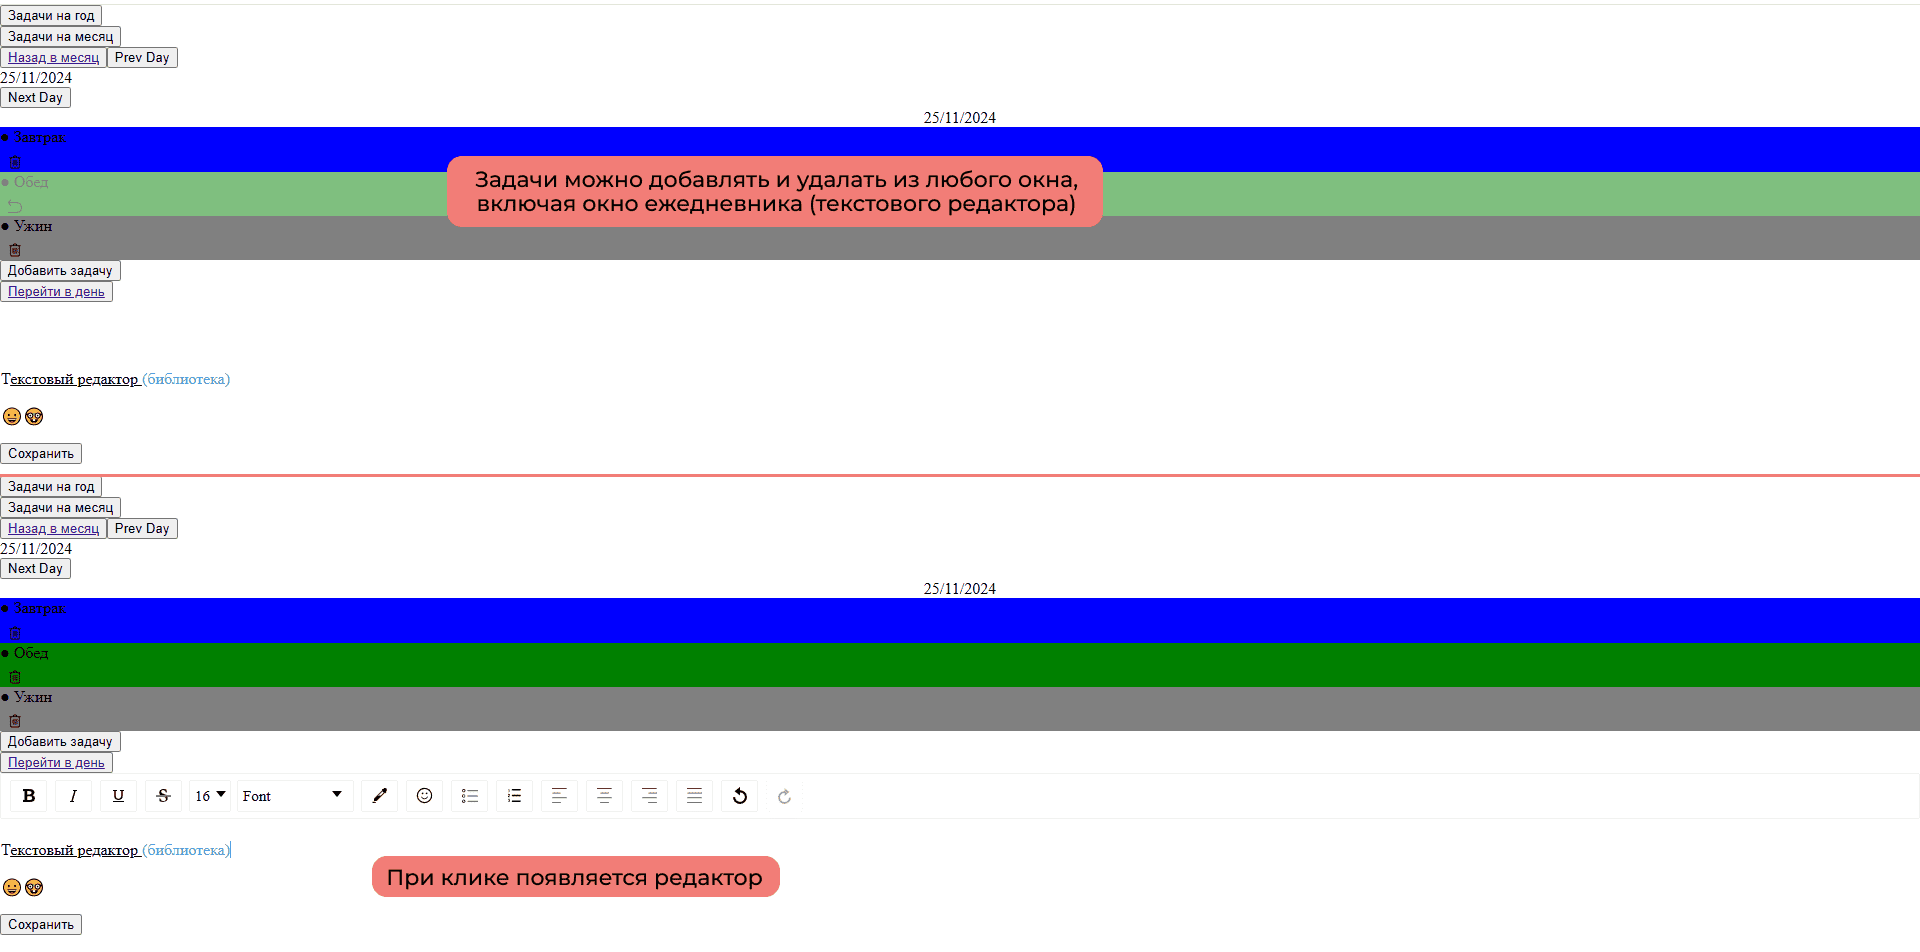 Задачи на год
Задачи на месяц
Назад в месяц Prev Day
25/11/2024
Next Day
25/11/2024
● Завтрак
Задачи можно добавлять и удалать из любого окна,
включая окно ежедневника (текстового редактора)
● Обед
● Ужин
Добавить задачу
Перейти в день
Текстовый редактор (библиотека)
Сохранить
Задачи на год
Задачи на месяц
Назад в месяц Prev Day
25/11/2024
Next Day
25/11/2024
● Завтрак
● Обед
● Ужин
Добавить задачу
Перейти в день
B I U S 16 Font
Текстовый редактор (библиотека)
При клике появляется редактор
Сохранить